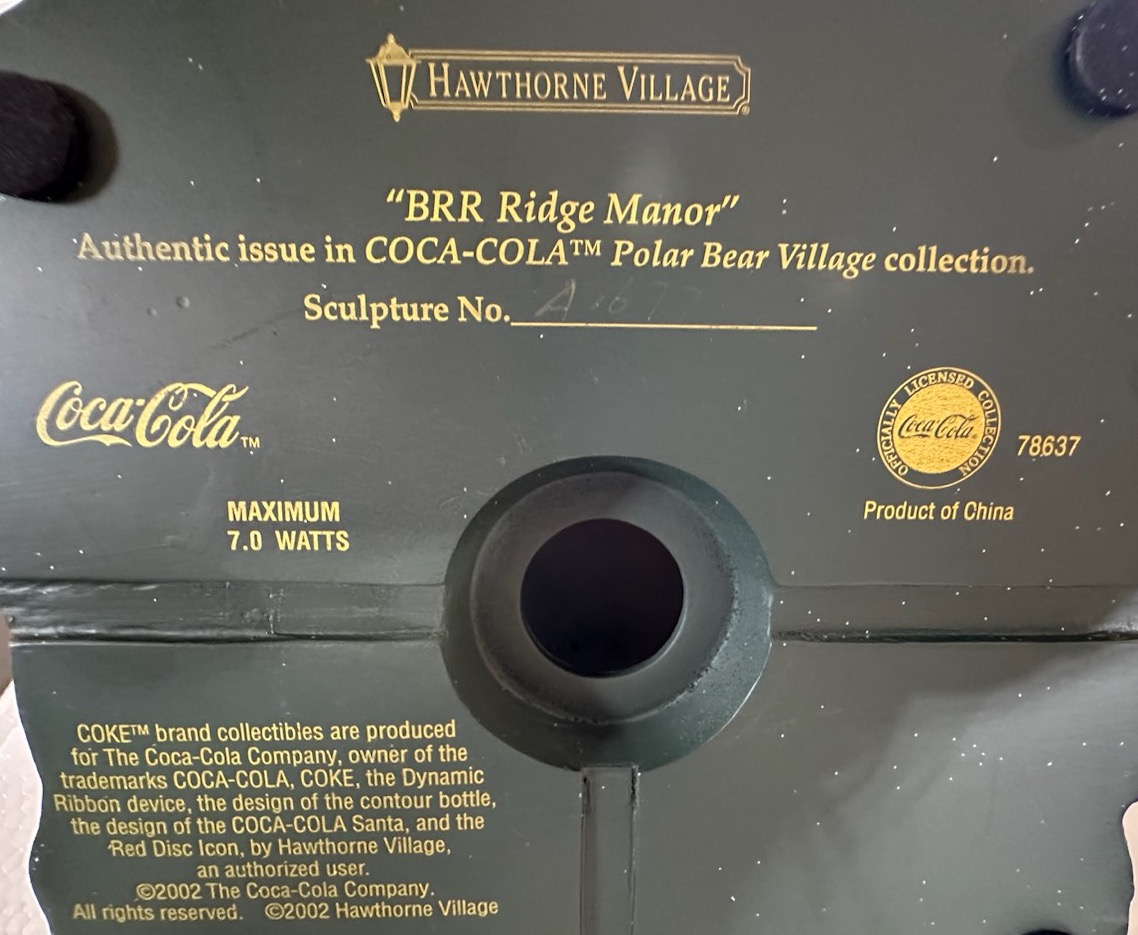 HAWTHORNE VILLAGE®
“BRR Ridge Manor”
Authentic issue in COCA-COLA™ Polar Bear Village collection.
Sculpture No.
Coca-Cola™
OFFICIALLY LICENSED COLLECTION
Coca-Cola
78637
Product of China
MAXIMUM
7.0 WATTS
COKE™ brand collectibles are produced
for The Coca-Cola Company, owner of the
trademarks COCA-COLA, COKE, the Dynamic
Ribbon device, the design of the contour bottle,
the design of the COCA-COLA Santa, and the
Red Disc Icon, by Hawthorne Village,
an authorized user.
©2002 The Coca-Cola Company.
All rights reserved. ©2002 Hawthorne Village